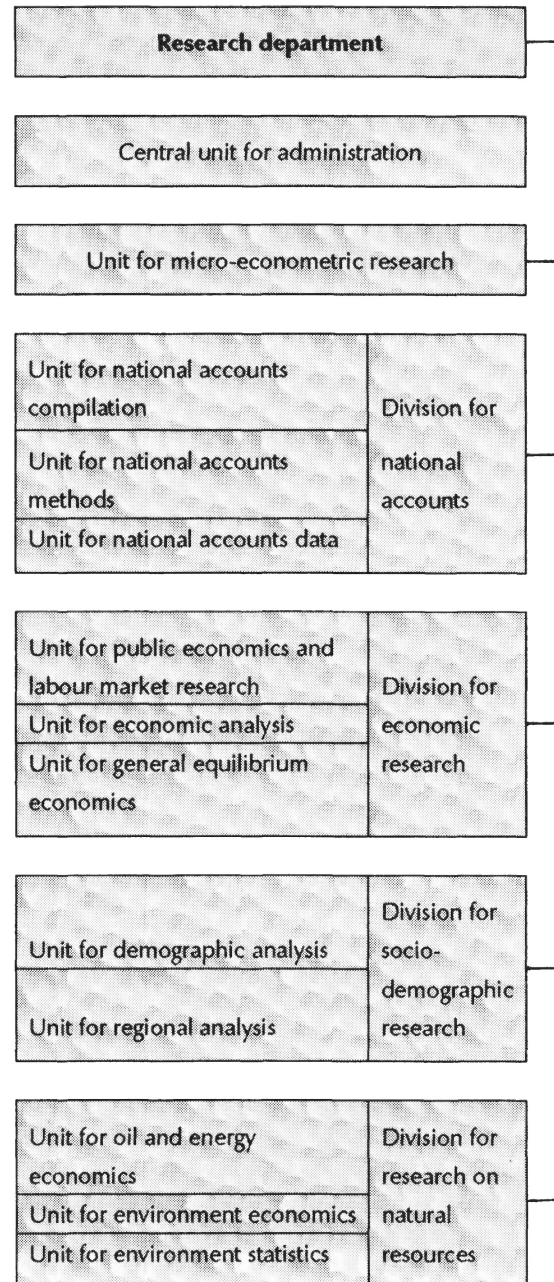 Research department
Central unit for administration
Unit for micro-econometric research
Unit for national accounts
compilation
Unit for national accounts
methods
Unit for national accounts data
Division for
national
accounts
Unit for public economics and
labour market research
Unit for economic analysis
Unit for general equilibrium
economics
Division for
economic
research
Unit for demographic analysis
Unit for regional analysis
Division for
socio-
demographic
research
Unit for oil and energy
economics
Unit for environment economics
Unit for environment statistics
Division for
research on
natural
resources